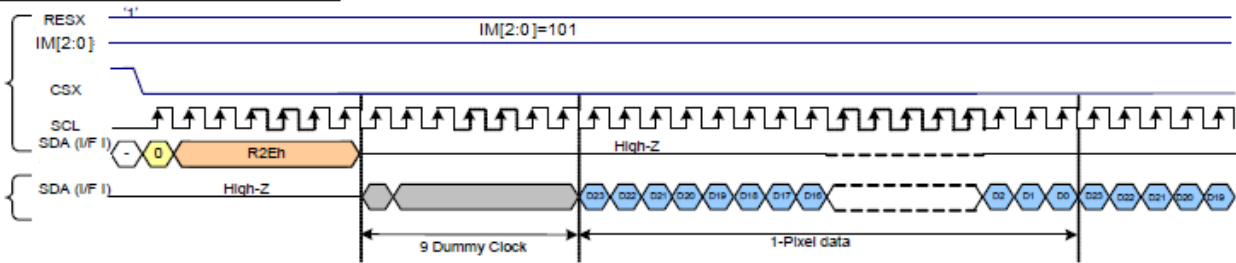 RESX '1'
IM[2:0] IM[2:0]=101
CSX
SCL
SDA (I/F I) - 0 R2Eh High-Z
SDA (I/F I) High-Z D23 D22 D21 D20 D19 D18 D17 D16 D2 D1 D0 D23 D22 D21 D20 D19
9 Dummy Clock 1-Pixel data